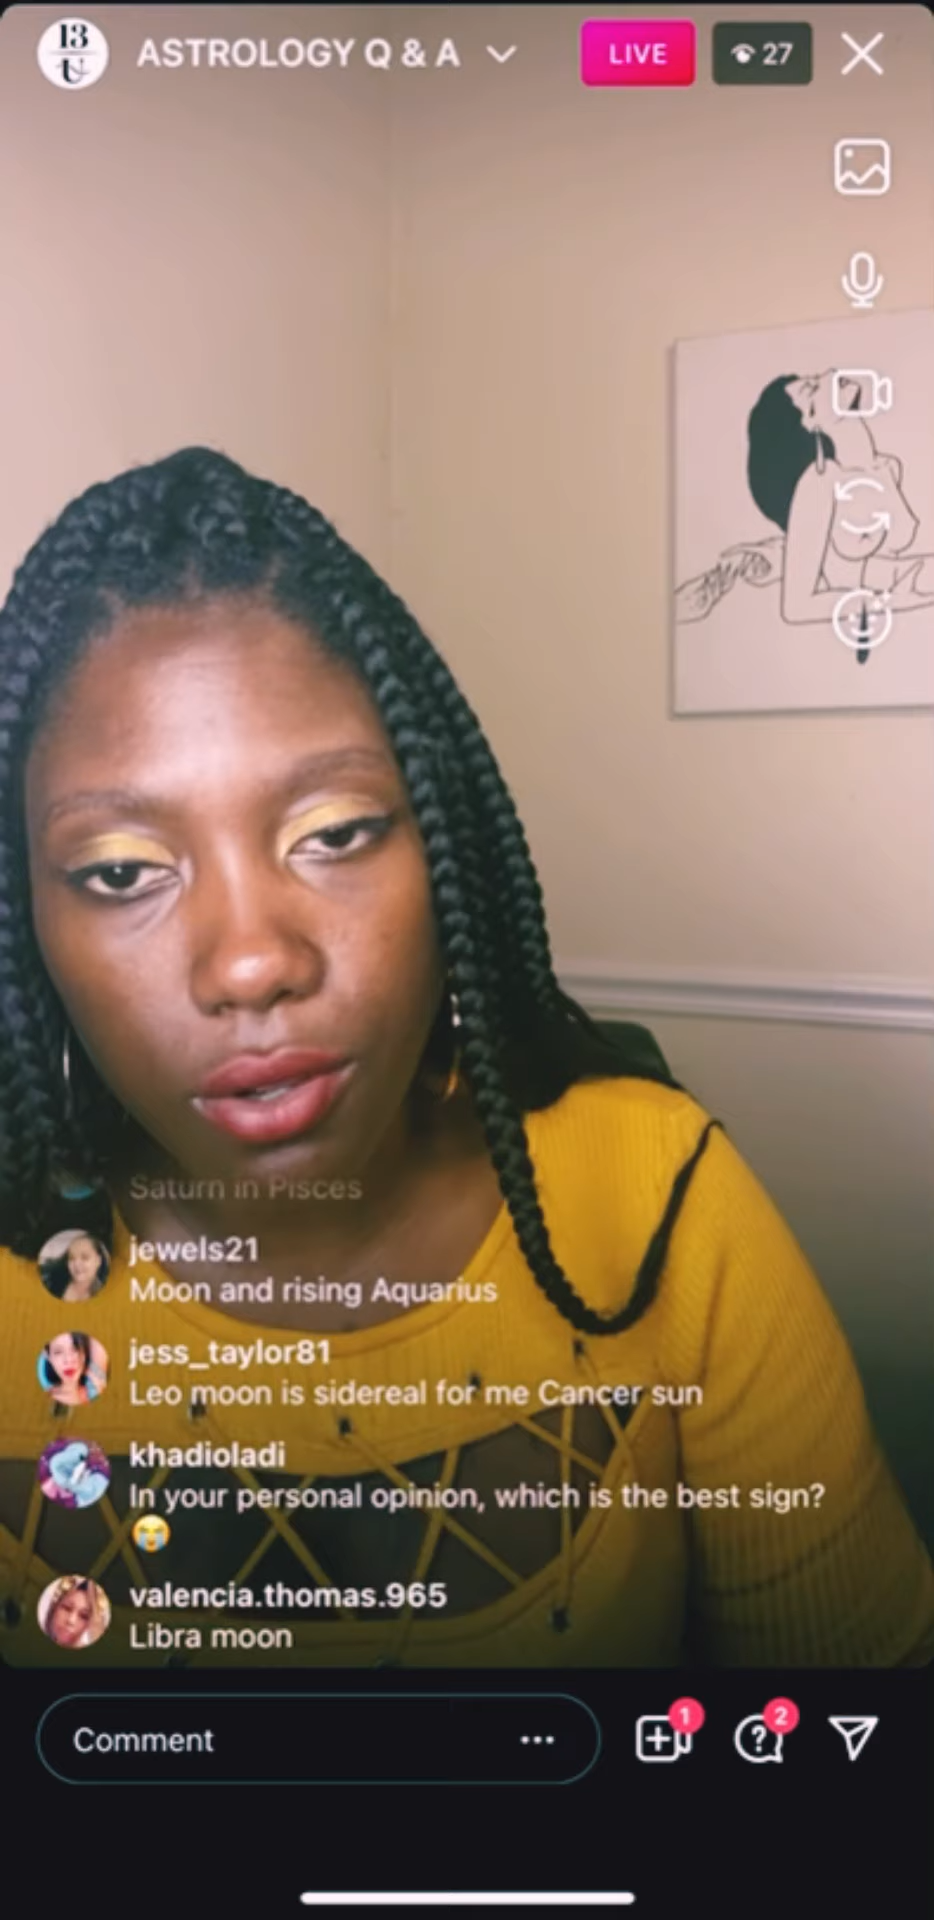 13
U
ASTROLOGY Q & A
LIVE
27
Saturn in Pisces
jewels21
Moon and rising Aquarius
jess_taylor81
Leo moon is sidereal for me Cancer sun
khadioladi
In your personal opinion, which is the best sign?
😭
valencia.thomas.965
Libra moon
Comment
1
2